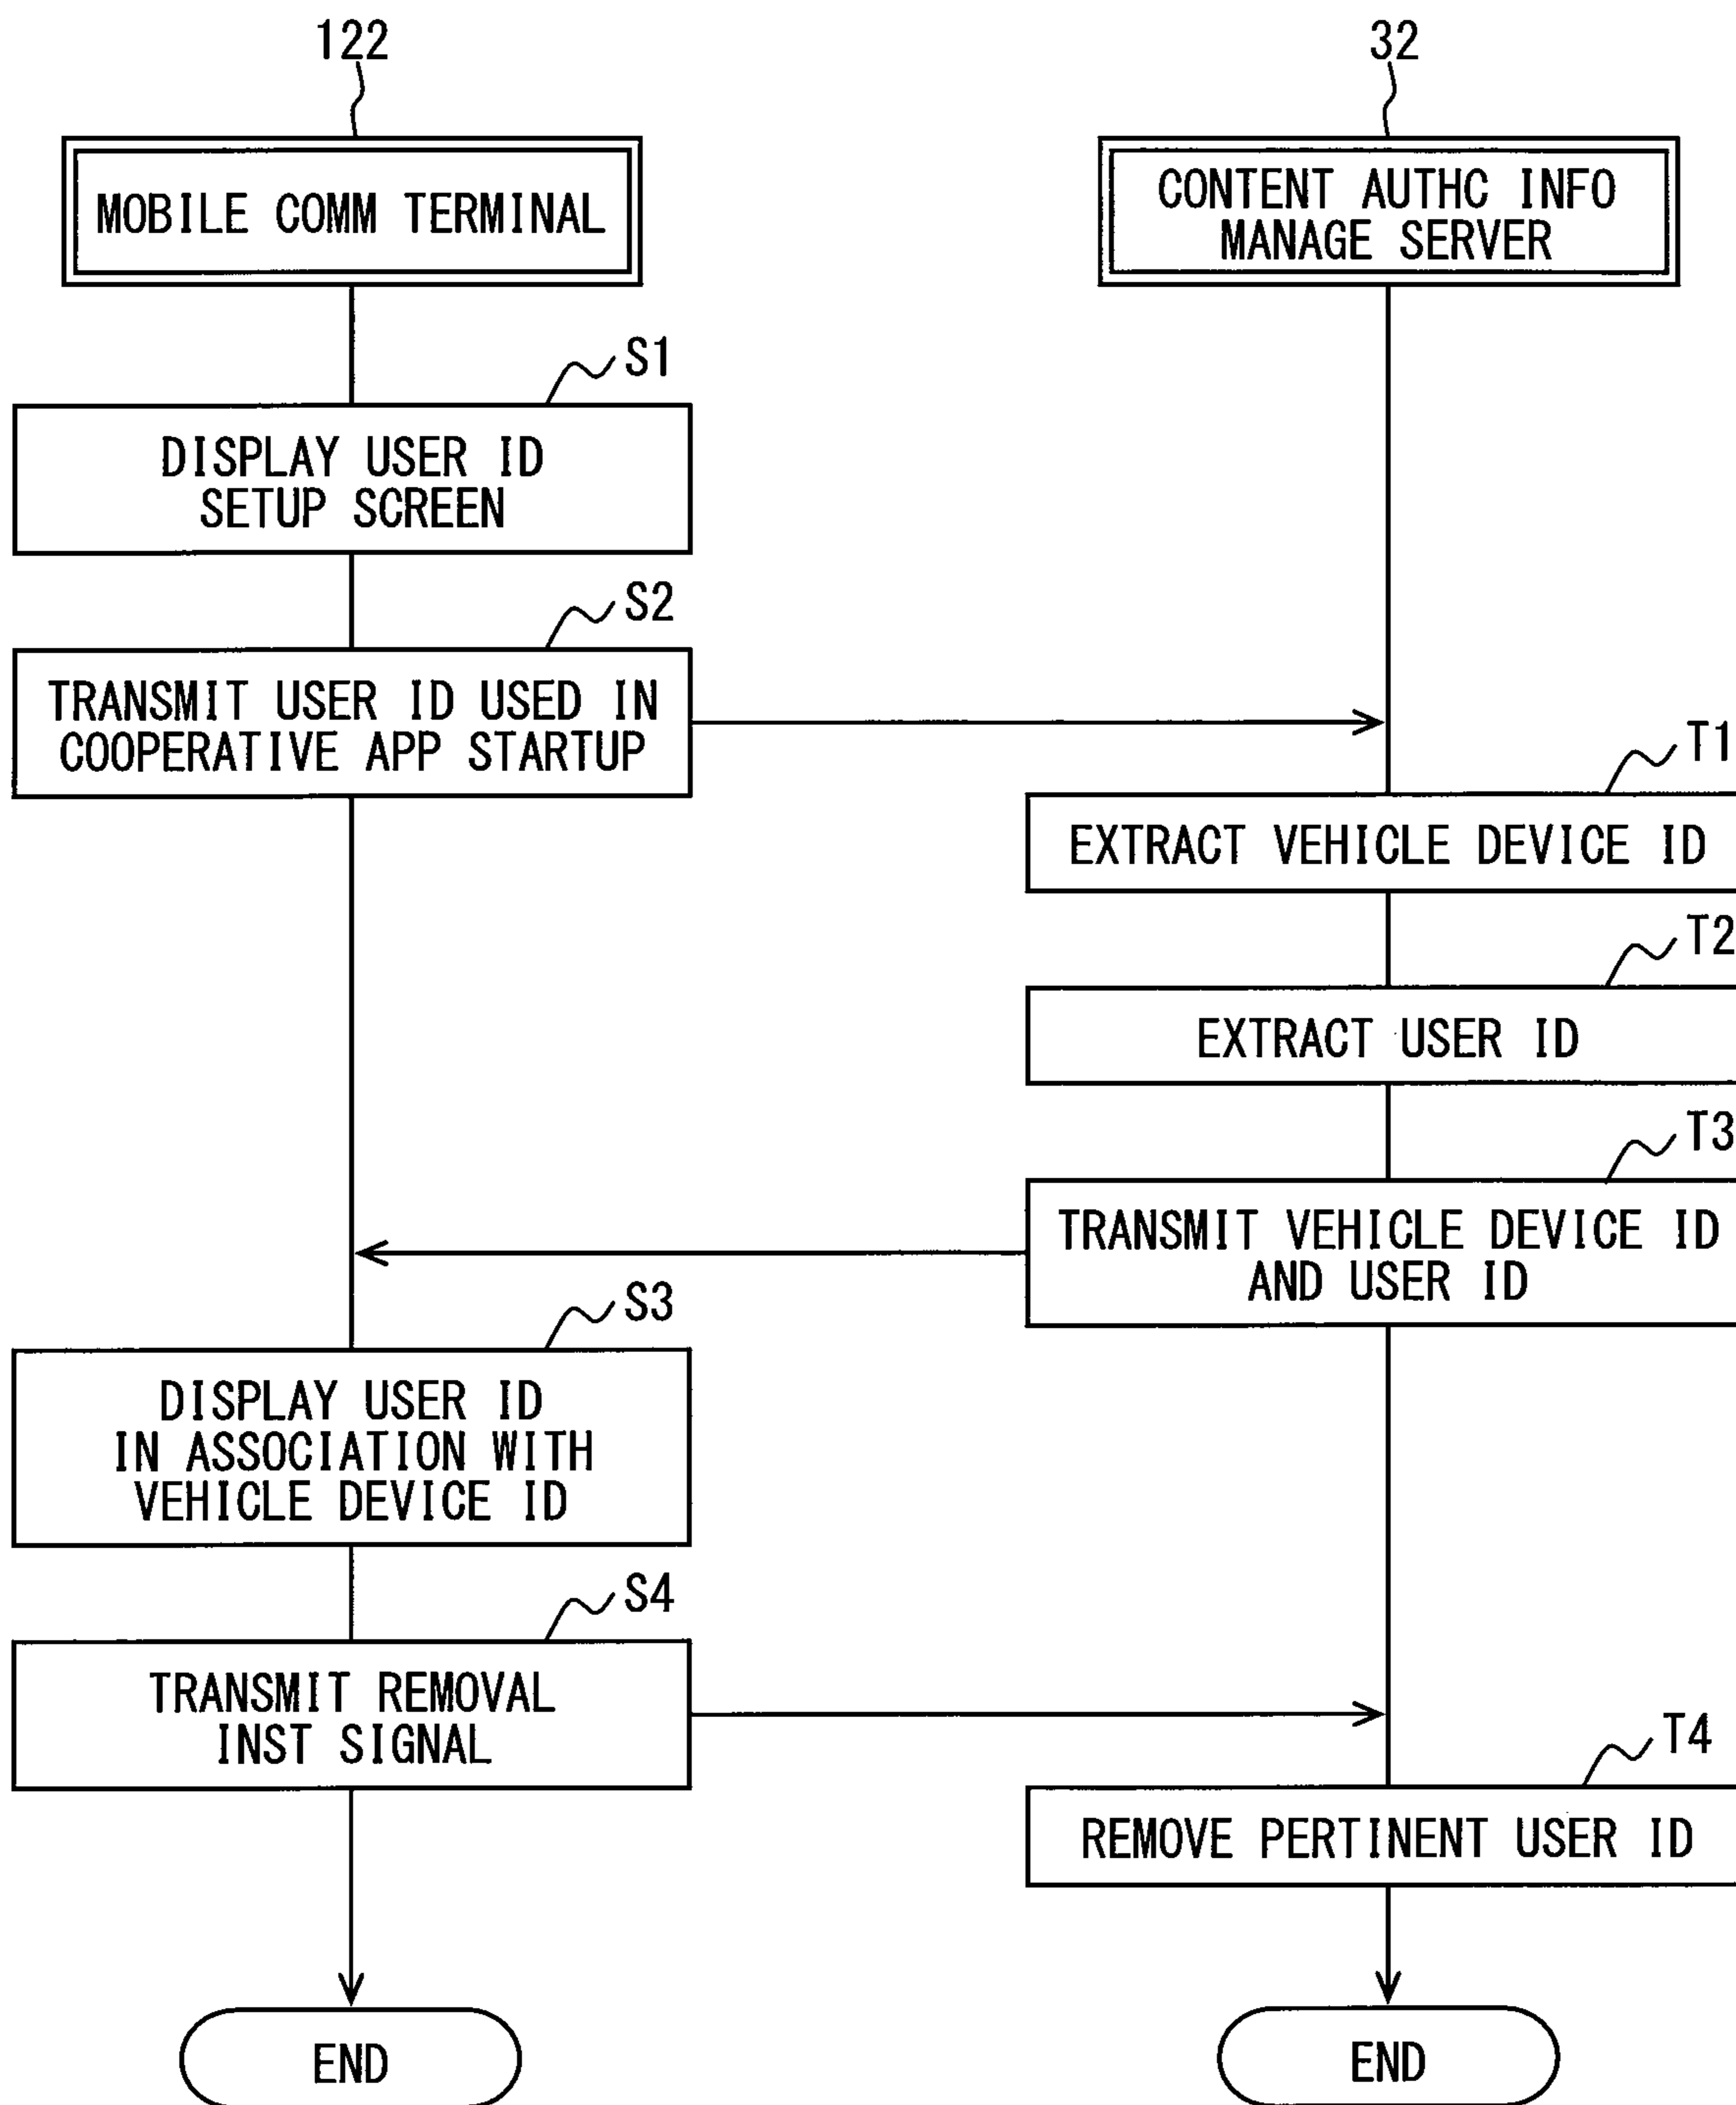 122
32
MOBILE COMM TERMINAL
CONTENT AUTHC INFO
MANAGE SERVER
S1
DISPLAY USER ID
SETUP SCREEN
S2
TRANSMIT USER ID USED IN
COOPERATIVE APP STARTUP
T1
EXTRACT VEHICLE DEVICE ID
T2
EXTRACT USER ID
T3
TRANSMIT VEHICLE DEVICE ID
AND USER ID
S3
DISPLAY USER ID
IN ASSOCIATION WITH
VEHICLE DEVICE ID
S4
TRANSMIT REMOVAL
INST SIGNAL
T4
REMOVE PERTINENT USER ID
END
END